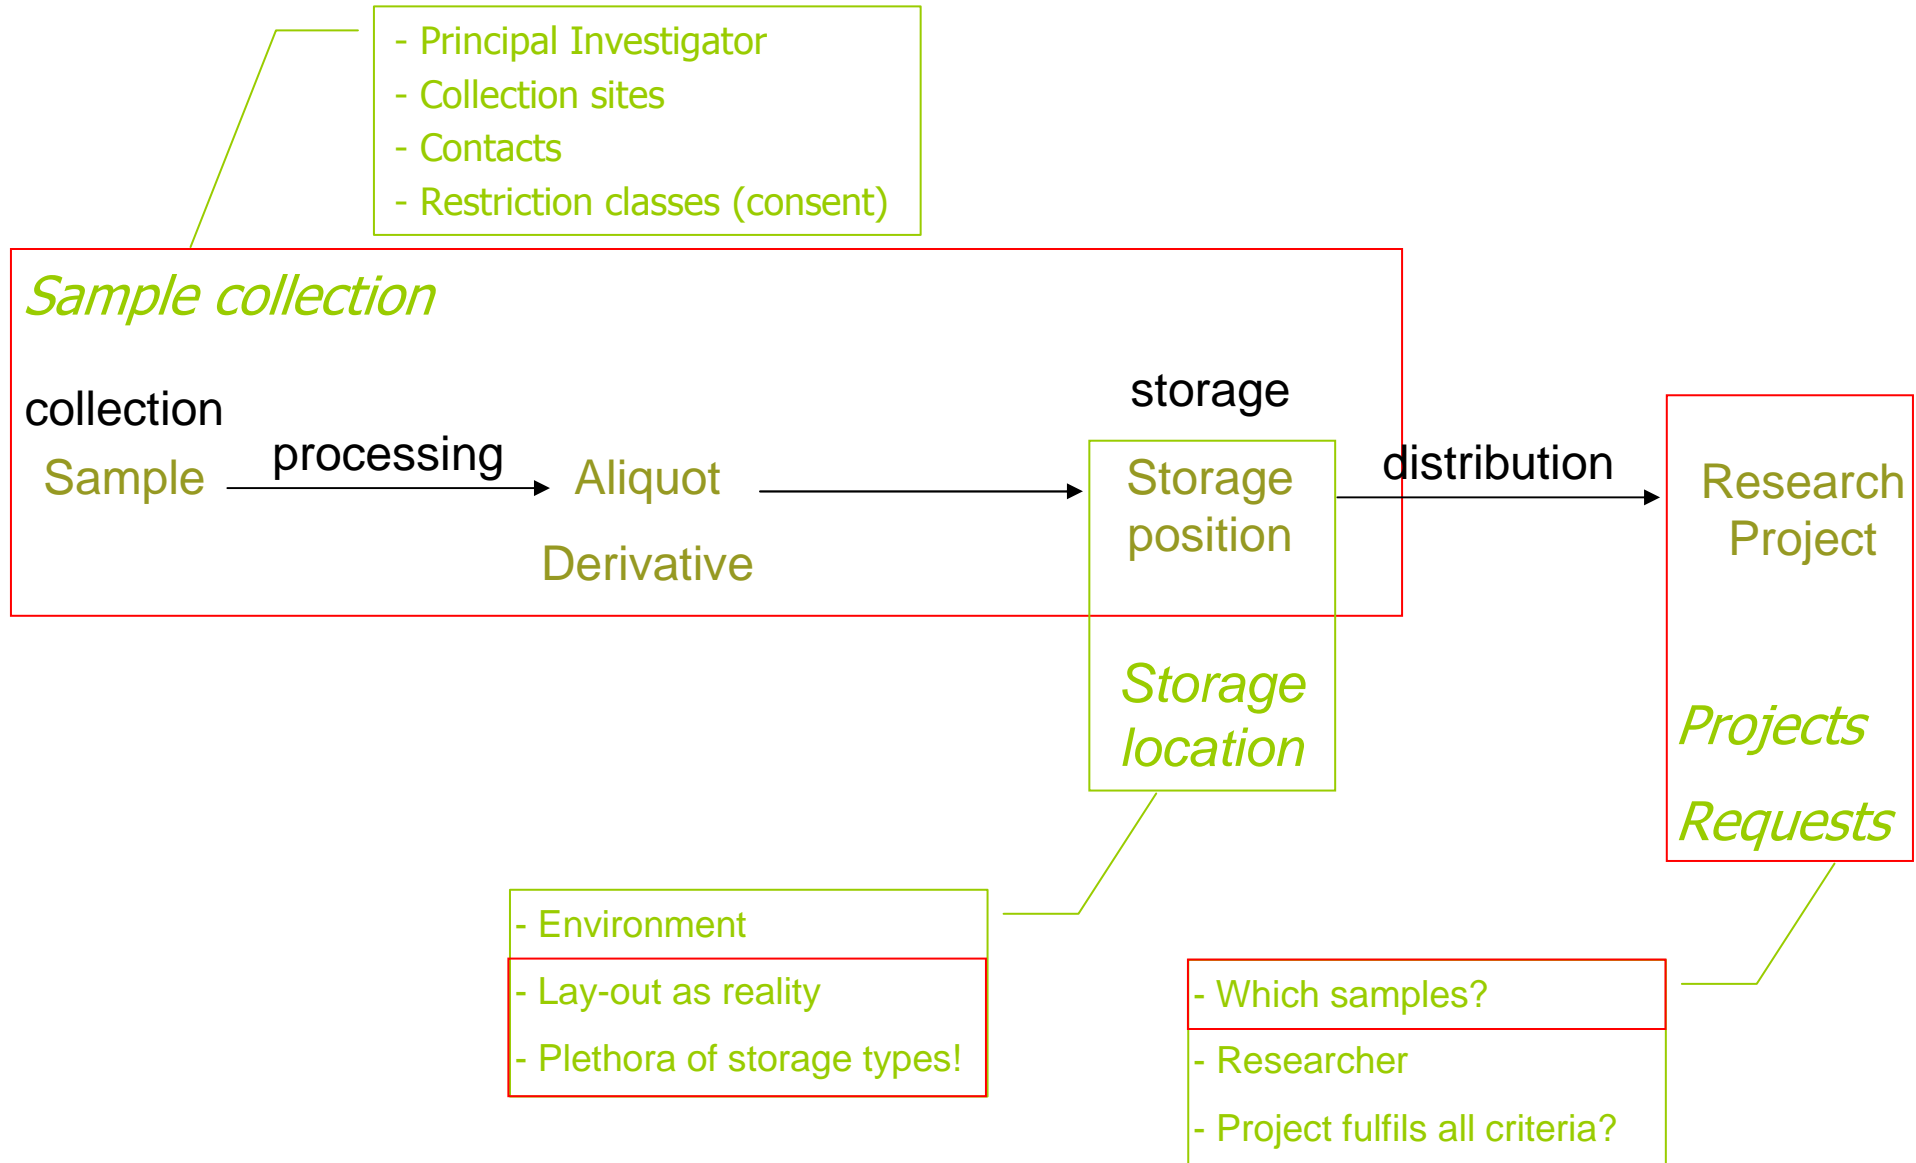 - Principal Investigator
- Collection sites
- Contacts
- Restriction classes (consent)
Sample collection
collection
storage
processing
distribution
Sample
Aliquot
Derivative
Storage
position
Research
Project
Storage
location
Projects
Requests
- Environment
- Lay-out as reality
- Plethora of storage types!
- Which samples?
- Researcher
- Project fulfils all criteria?